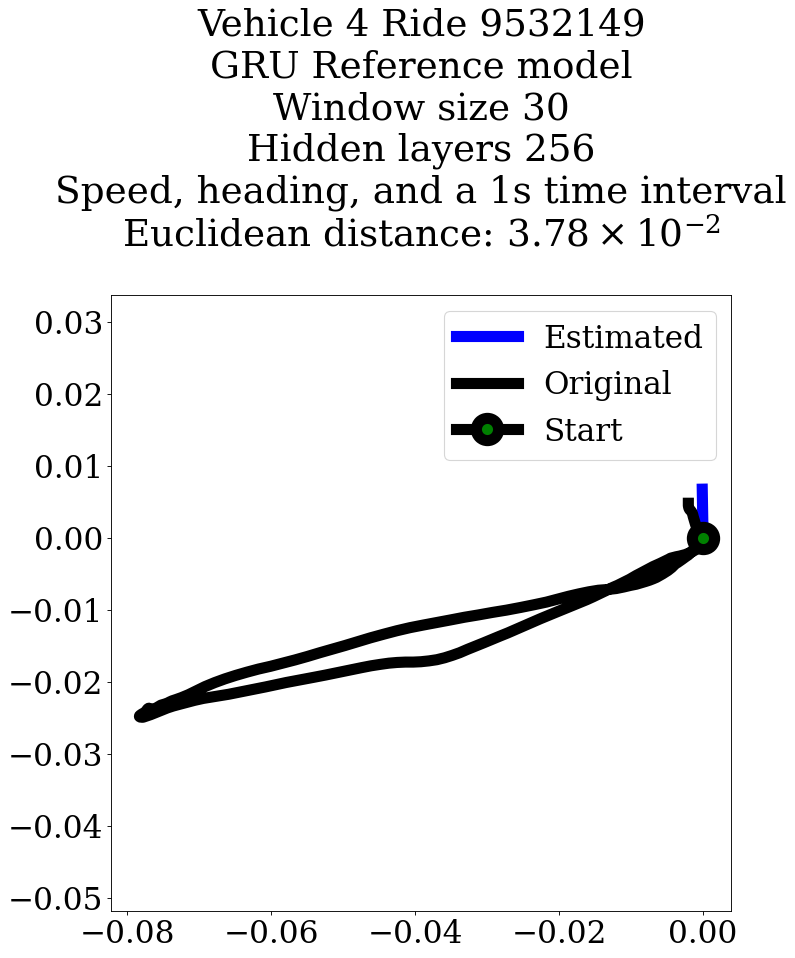 Vehicle 4 Ride 9532149
GRU Reference model
Window size 30
Hidden layers 256
Speed, heading, and a 1s time interval
Euclidean distance: 3.78 × 10⁻²
Estimated
Original
Start
0.03
0.02
0.01
0.00
−0.01
−0.02
−0.03
−0.04
−0.05
−0.08 −0.06 −0.04 −0.02 0.00